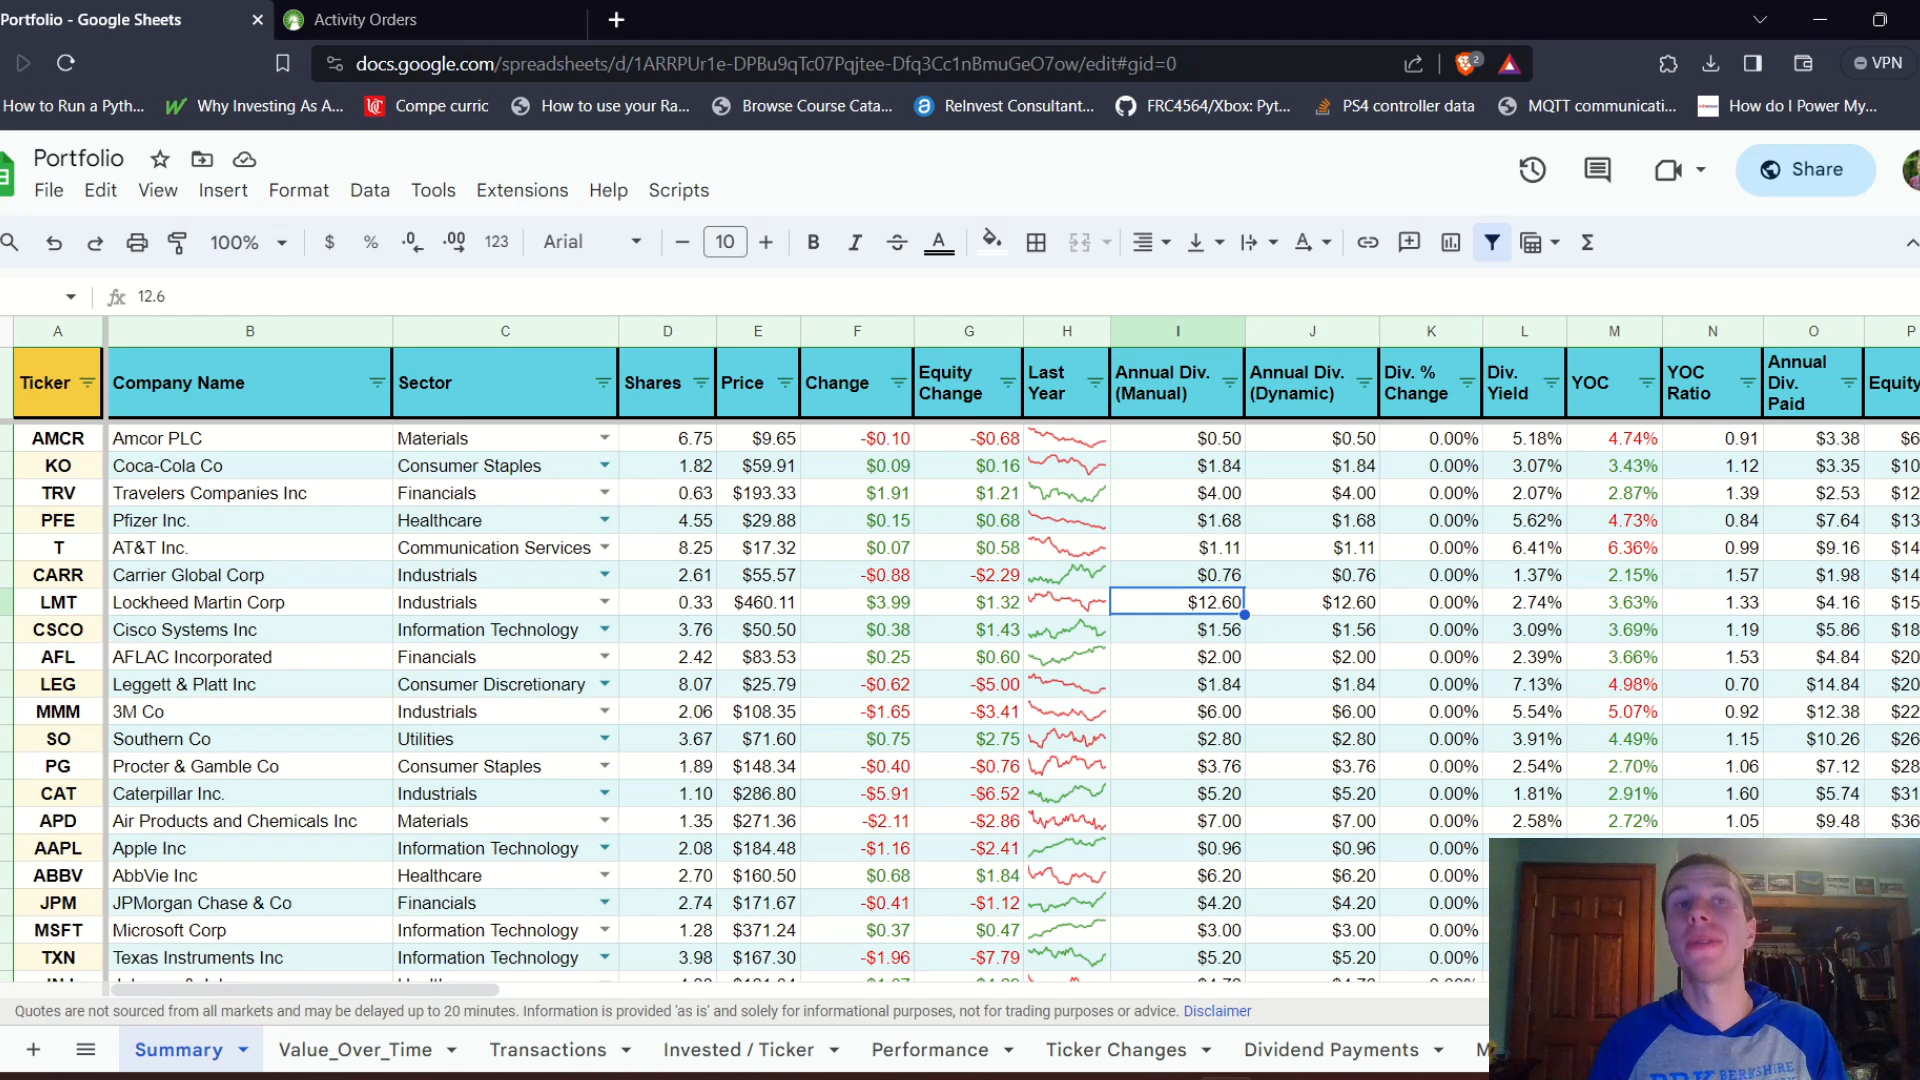 Portfolio - Google Sheets
Activity Orders
docs.google.com/spreadsheets/d/1ARRPUr1e-DPBu9qTc07Pqjtee-Dfq3Cc1nBmuGeO7ow/edit#gid=0
2
VPN
How to Run a Pyth...
Why Investing As A...
Compe curric
How to use your Ra...
Browse Course Cata...
ReInvest Consultant...
FRC4564/Xbox: Pyt...
PS4 controller data
MQTT communicati...
How do I Power My...
Portfolio
Share
File Edit View Insert Format Data Tools Extensions Help Scripts
100% $ % .0 .00 123 Arial 10 B I A
fx 12.6
A B C D E F G H I J K L M N O P
Ticker Company Name Sector Shares Price Change Equity Change Last Year Annual Div. (Manual) Annual Div. (Dynamic) Div. % Change Div. Yield YOC YOC Ratio Annual Div. Paid Equity
AMCR Amcor PLC Materials 6.75 $9.65 -$0.10 -$0.68 $0.50 $0.50 0.00% 5.18% 4.74% 0.91 $3.38 $6
KO Coca-Cola Co Consumer Staples 1.82 $59.91 $0.09 $0.16 $1.84 $1.84 0.00% 3.07% 3.43% 1.12 $3.35 $10
TRV Travelers Companies Inc Financials 0.63 $193.33 $1.91 $1.21 $4.00 $4.00 0.00% 2.07% 2.87% 1.39 $2.53 $12
PFE Pfizer Inc. Healthcare 4.55 $29.88 $0.15 $0.68 $1.68 $1.68 0.00% 5.62% 4.73% 0.84 $7.64 $13
T AT&T Inc. Communication Services 8.25 $17.32 $0.07 $0.58 $1.11 $1.11 0.00% 6.41% 6.36% 0.99 $9.16 $14
CARR Carrier Global Corp Industrials 2.61 $55.57 -$0.88 -$2.29 $0.76 $0.76 0.00% 1.37% 2.15% 1.57 $1.98 $14
LMT Lockheed Martin Corp Industrials 0.33 $460.11 $3.99 $1.32 $12.60 $12.60 0.00% 2.74% 3.63% 1.33 $4.16 $15
CSCO Cisco Systems Inc Information Technology 3.76 $50.50 $0.38 $1.43 $1.56 $1.56 0.00% 3.09% 3.69% 1.19 $5.86 $18
AFL AFLAC Incorporated Financials 2.42 $83.53 $0.25 $0.60 $2.00 $2.00 0.00% 2.39% 3.66% 1.53 $4.84 $20
LEG Leggett & Platt Inc Consumer Discretionary 8.07 $25.79 -$0.62 -$5.00 $1.84 $1.84 0.00% 7.13% 4.98% 0.70 $14.84 $20
MMM 3M Co Industrials 2.06 $108.35 -$1.65 -$3.41 $6.00 $6.00 0.00% 5.54% 5.07% 0.92 $12.38 $22
SO Southern Co Utilities 3.67 $71.60 $0.75 $2.75 $2.80 $2.80 0.00% 3.91% 4.49% 1.15 $10.26 $26
PG Procter & Gamble Co Consumer Staples 1.89 $148.34 -$0.40 -$0.76 $3.76 $3.76 0.00% 2.54% 2.70% 1.06 $7.12 $28
CAT Caterpillar Inc. Industrials 1.10 $286.80 -$5.91 -$6.52 $5.20 $5.20 0.00% 1.81% 2.91% 1.60 $5.74 $31
APD Air Products and Chemicals Inc Materials 1.35 $271.36 -$2.11 -$2.86 $7.00 $7.00 0.00% 2.58% 2.72% 1.05 $9.48 $36
AAPL Apple Inc Information Technology 2.08 $184.48 -$1.16 -$2.41 $0.96 $0.96 0.00%
ABBV AbbVie Inc Healthcare 2.70 $160.50 $0.68 $1.84 $6.20 $6.20 0.00%
JPM JPMorgan Chase & Co Financials 2.74 $171.67 -$0.41 -$1.12 $4.20 $4.20 0.00%
MSFT Microsoft Corp Information Technology 1.28 $371.24 $0.37 $0.47 $3.00 $3.00 0.00%
TXN Texas Instruments Inc Information Technology 3.98 $167.30 -$1.96 -$7.79 $5.20 $5.20 0.00%
Quotes are not sourced from all markets and may be delayed up to 20 minutes. Information is provided 'as is' and solely for informational purposes, not for trading purposes or advice. Disclaimer
Summary Value_Over_Time Transactions Invested / Ticker Performance Ticker Changes Dividend Payments
BERKSHIRE